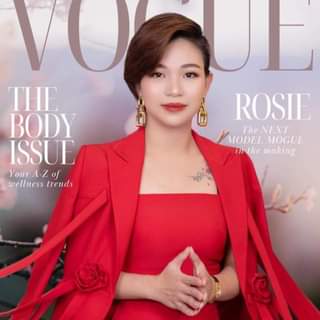 VOGUE
THE
BODY
ISSUE
Your A-Z of
wellness trends
ROSIE
The NEXT
MODEL MOGUL
in the making